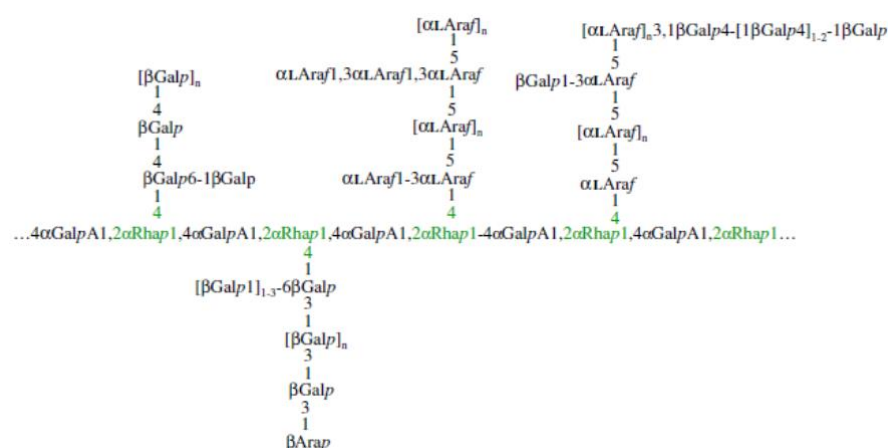 [αLAraf]n [αLAraf]n3,1βGalp4-[1βGalp4]1-2-1βGalp
1 1
5 5
[βGalp]n αLAraf1,3αLAraf1,3αLAraf βGalp1-3αLAraf
1 1 1
4 5 5
βGalp [αLAraf]n [αLAraf]n
1 1 1
4 5 5
βGalp6-1βGalp αLAraf1-3αLAraf αLAraf
1 1 1
4 4 4
...4αGalpA1,2αRhap1,4αGalpA1,2αRhap1,4αGalpA1,2αRhap1-4αGalpA1,2αRhap1,4αGalpA1,2αRhap1...
4
1
[βGalp1]1-3-6βGalp
3
1
[βGalp]n
3
1
βGalp
3
1
βArap